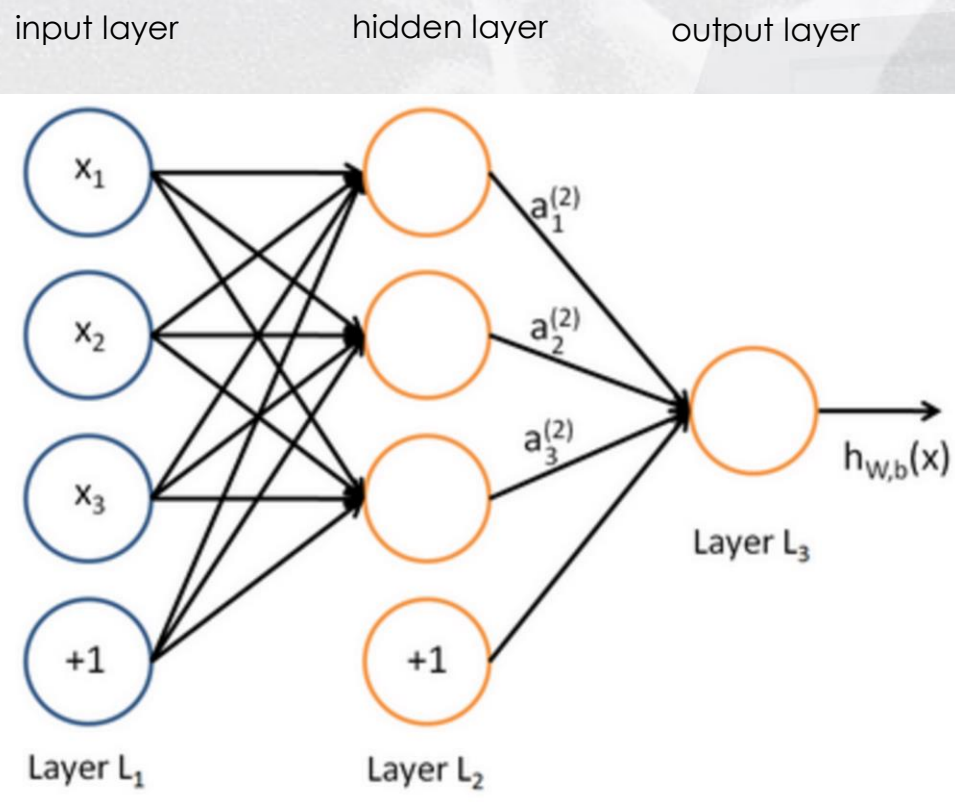 input layer
hidden layer
output layer
x₁
x₂
x₃
+1
Layer L₁
a₁⁽²⁾
a₂⁽²⁾
a₃⁽²⁾
+1
Layer L₂
h_{W,b}(x)
Layer L₃